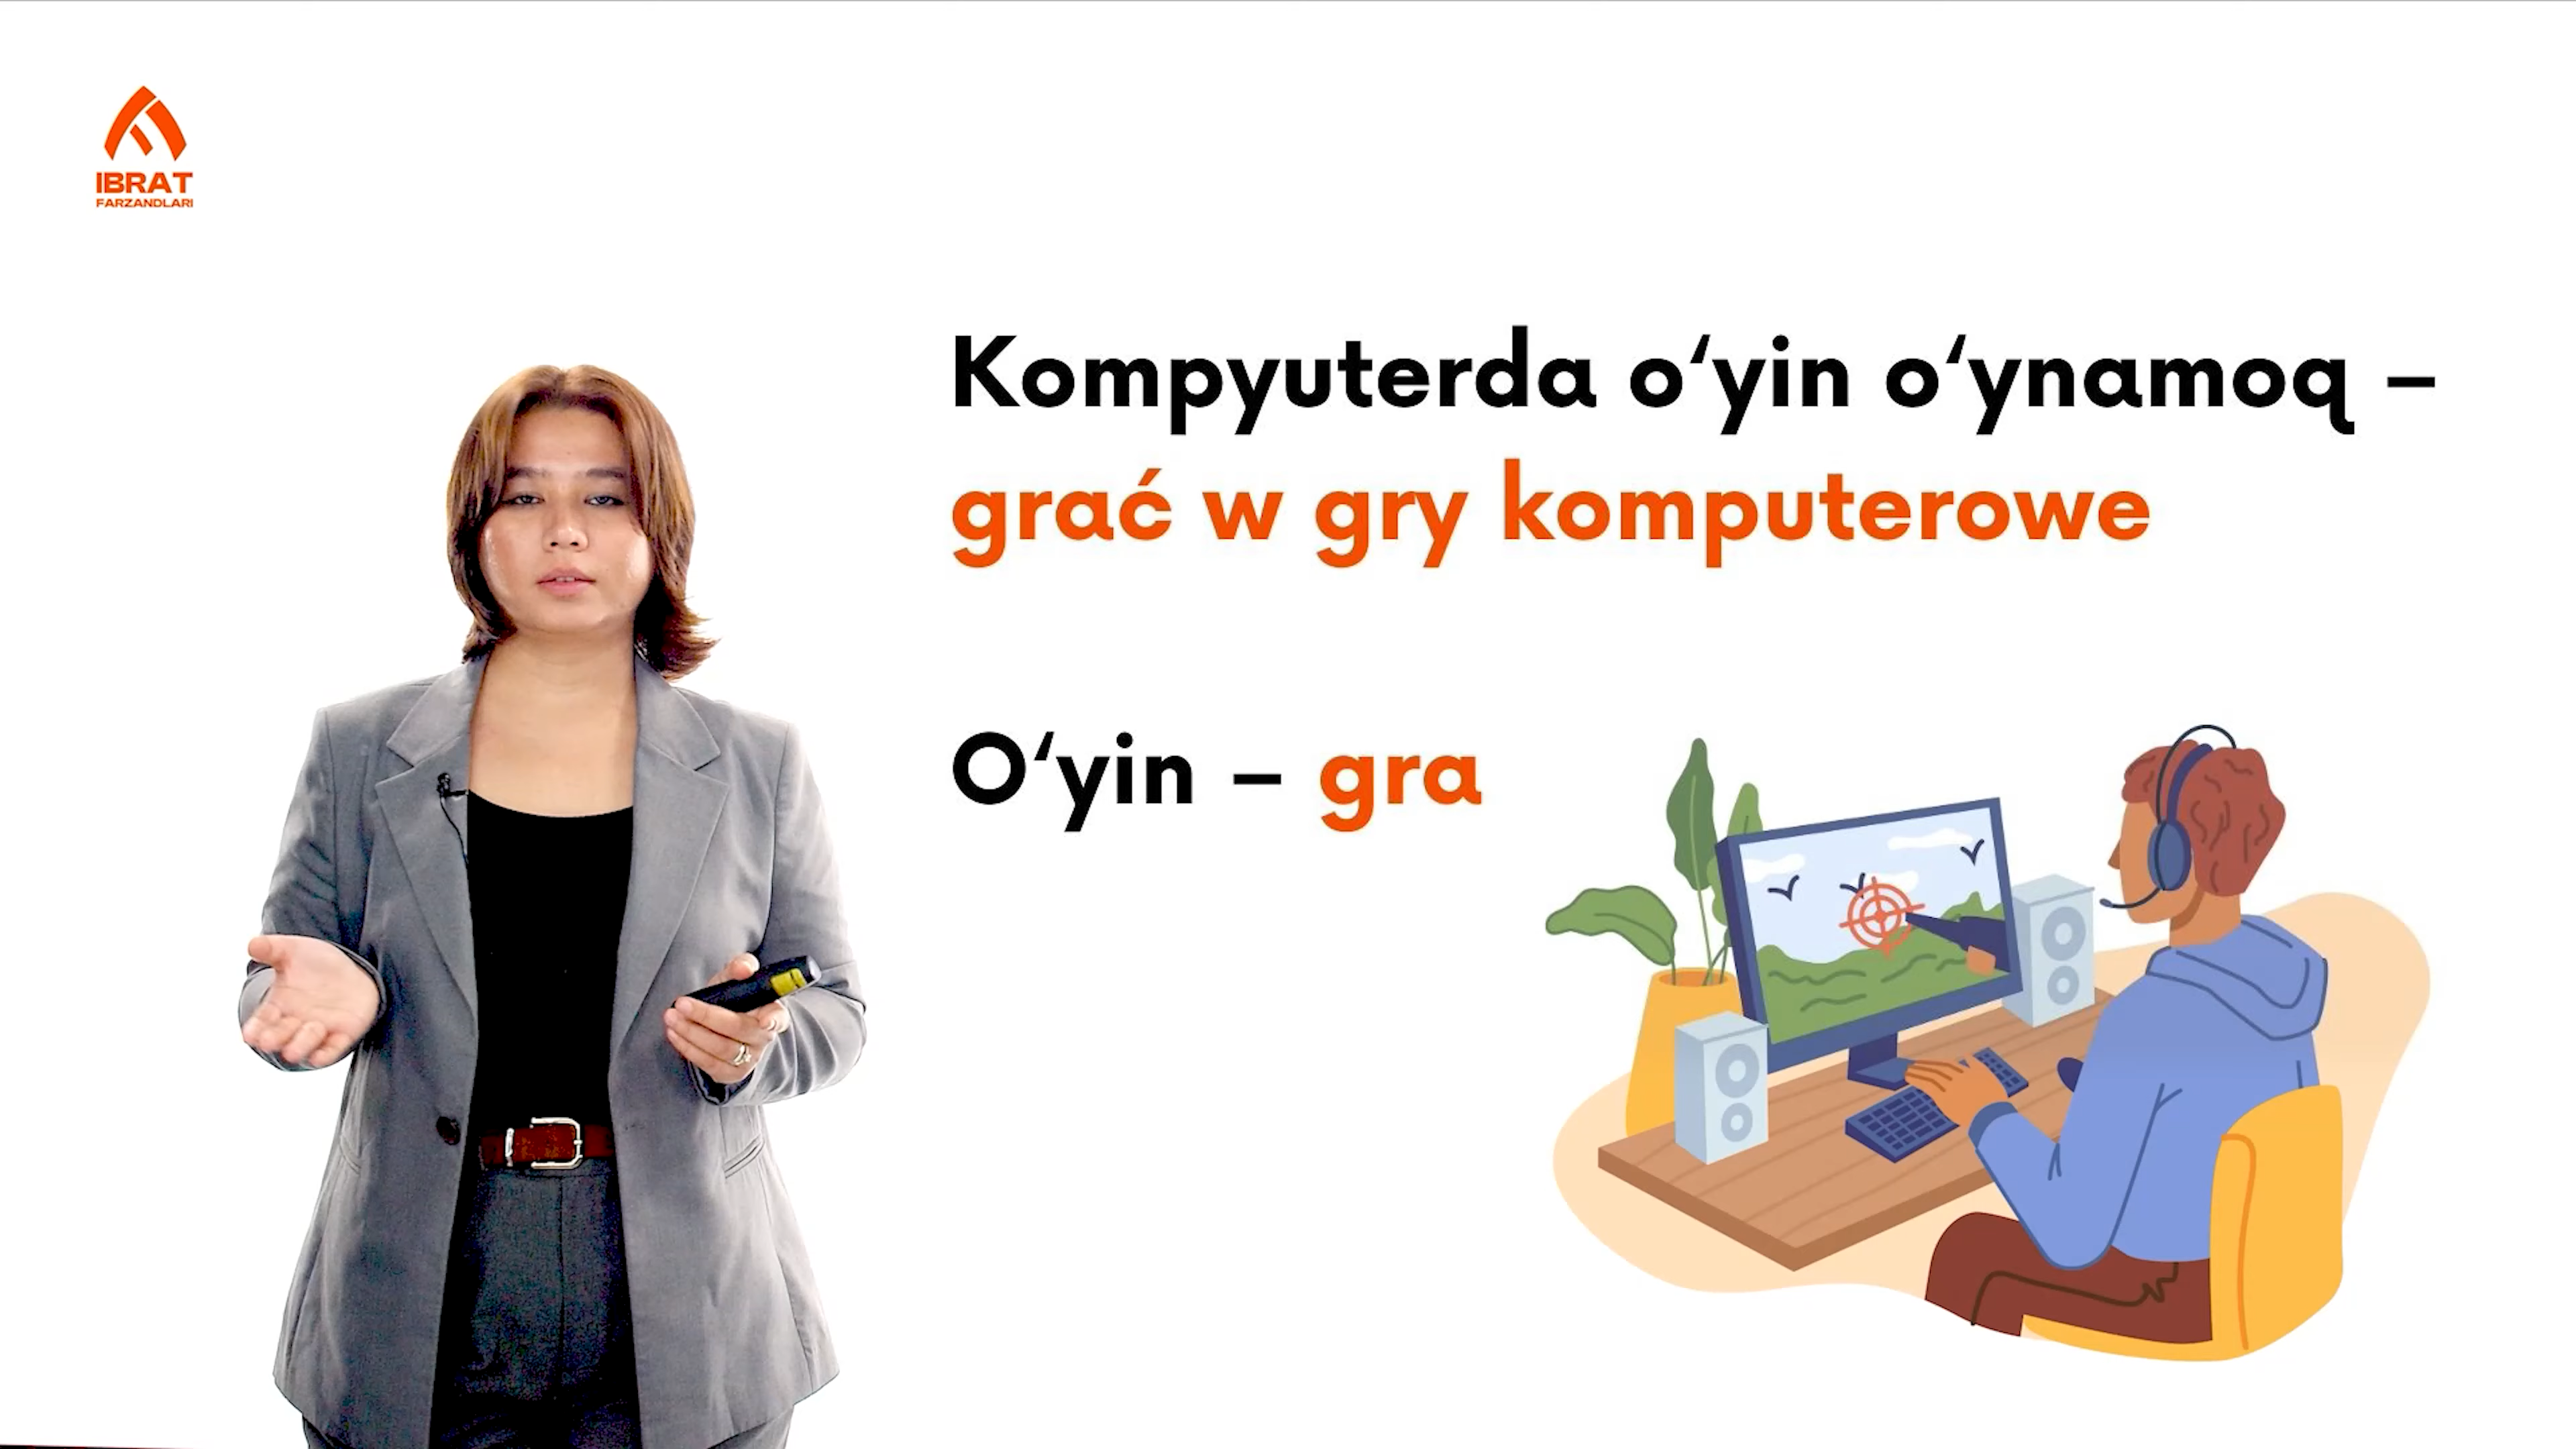 IBRAT
FARZANDLARI
Kompyuterda o‘yin o‘ynamoq –
grać w gry komputerowe
O‘yin – gra